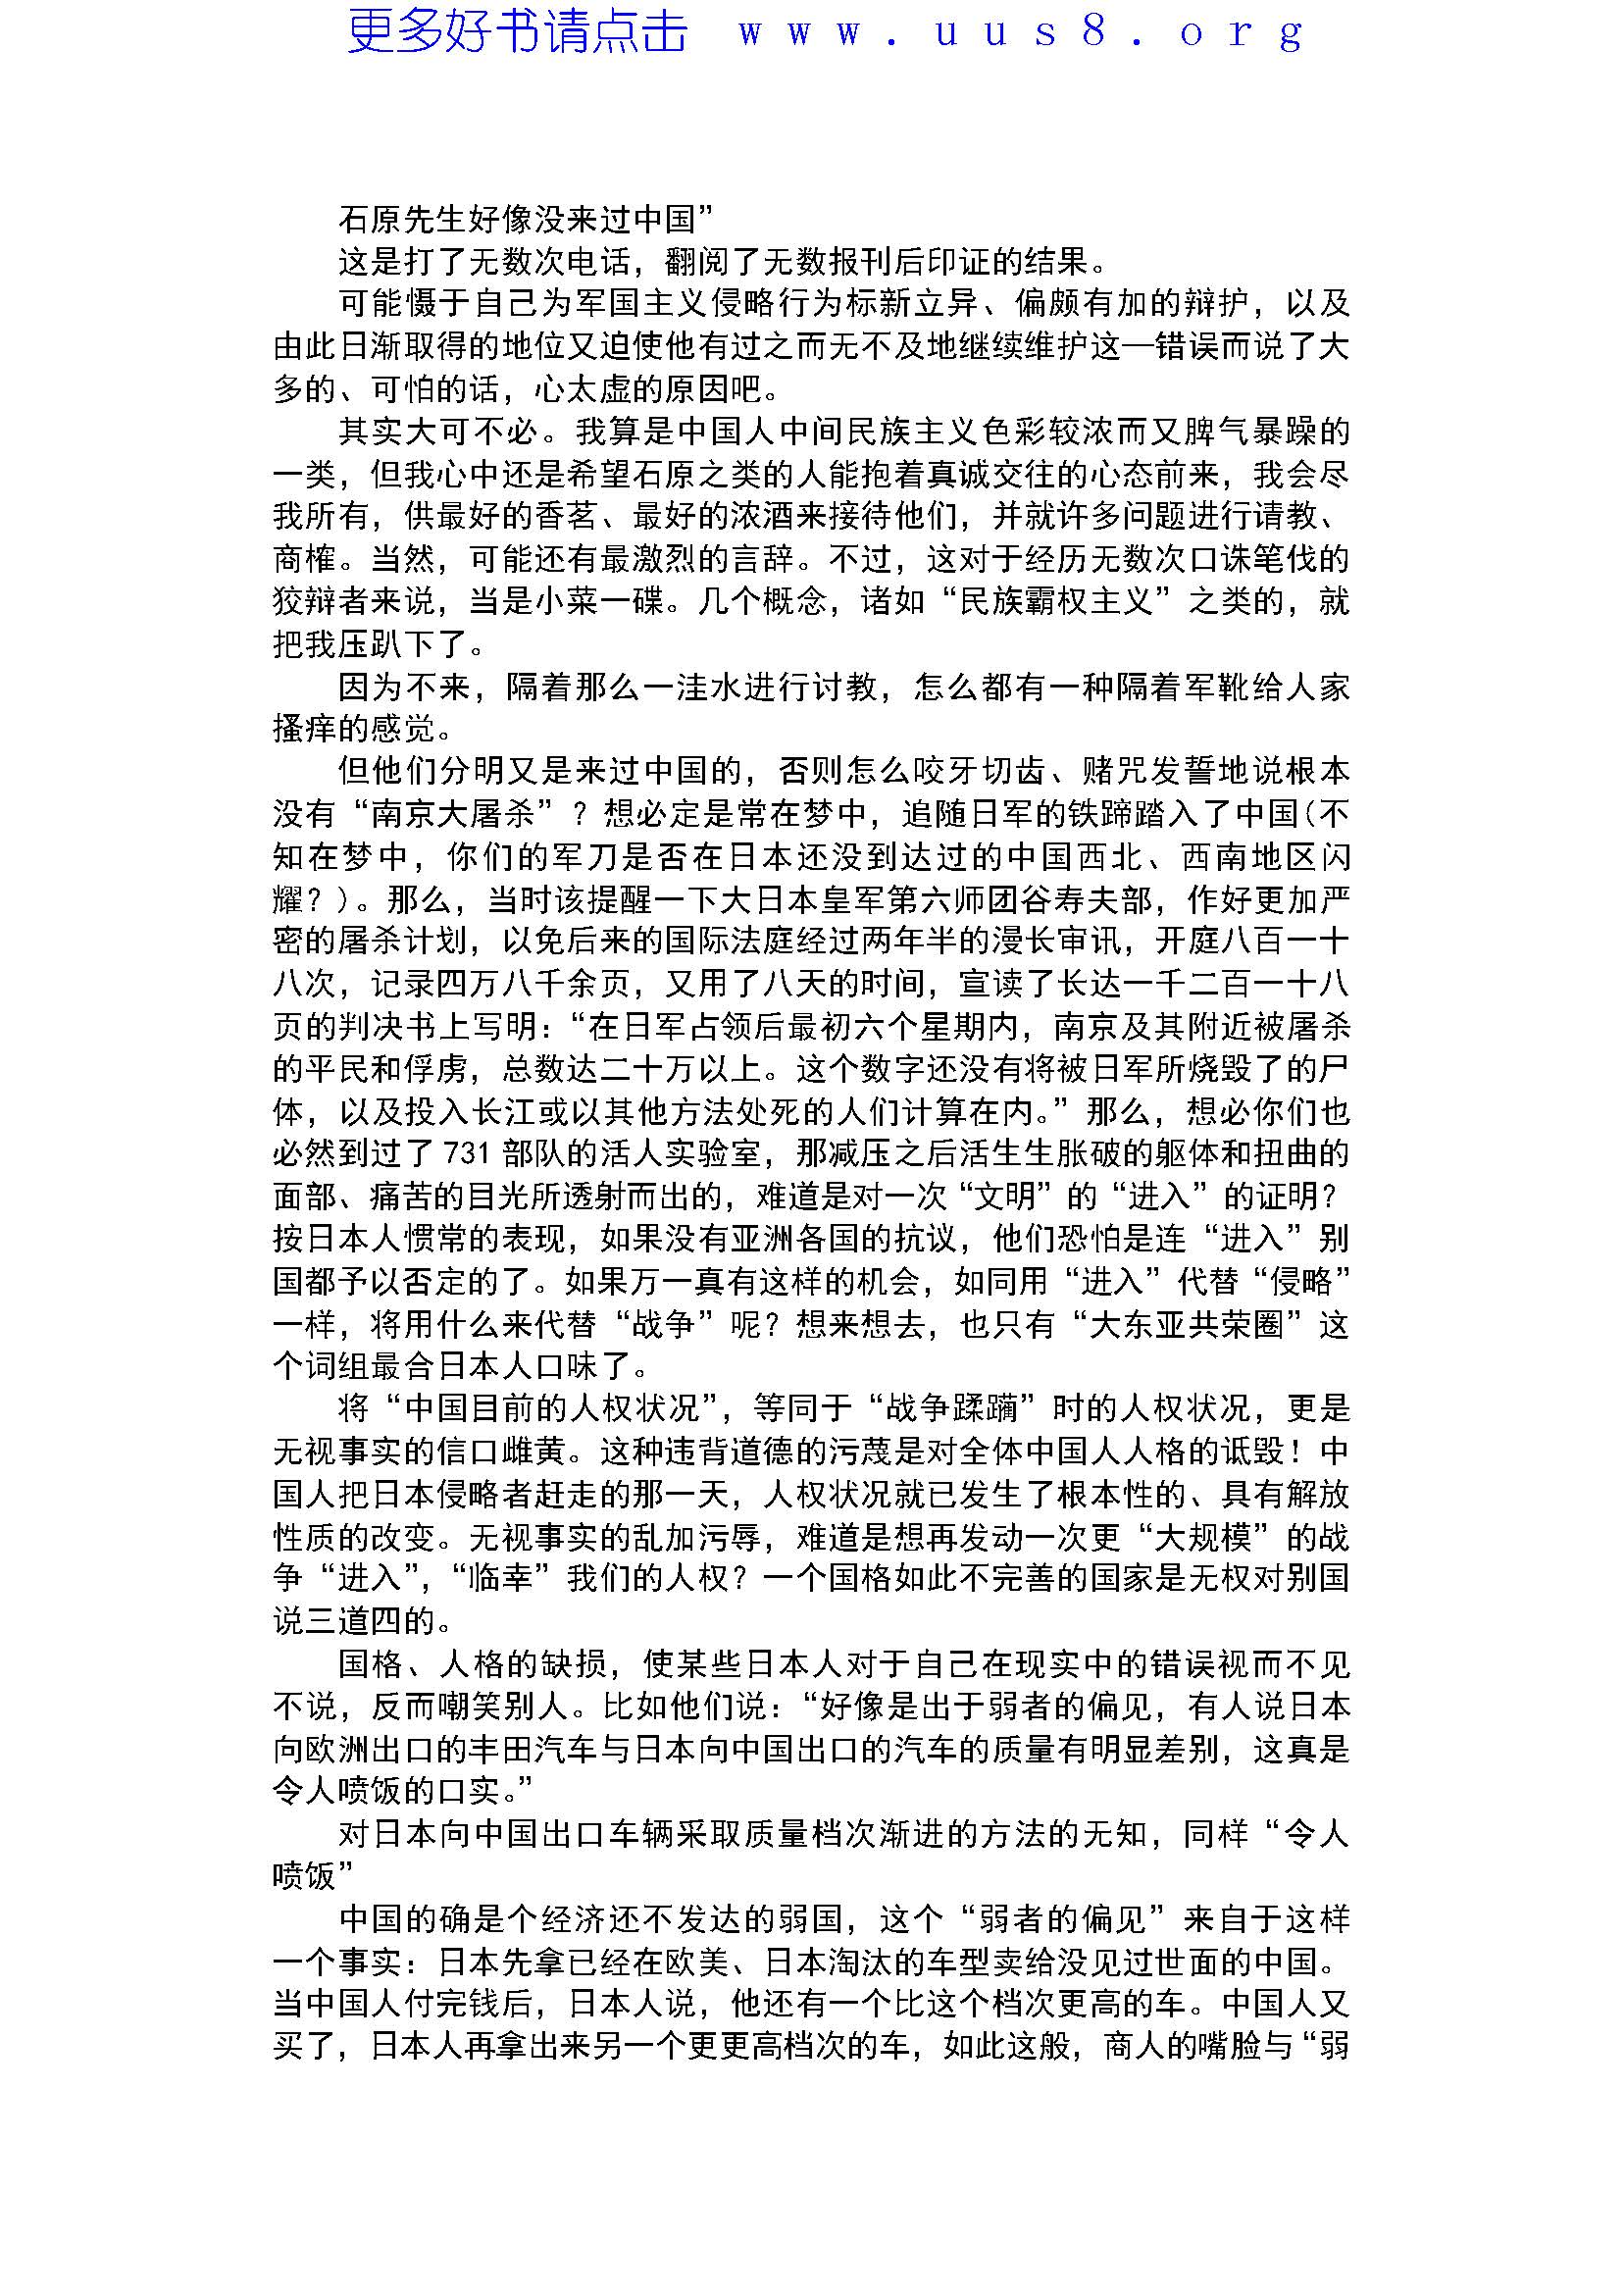 更多好书请点击 www.uus8.org
石原先生好像没来过中国”
这是打了无数次电话，翻阅了无数报刊后印证的结果。
可能慑于自己为军国主义侵略行为标新立异、偏颇有加的辩护，以及
由此日渐取得的地位又迫使他有过之而无不及地继续维护这—错误而说了大
多的、可怕的话，心太虚的原因吧。
其实大可不必。我算是中国人中间民族主义色彩较浓而又脾气暴躁的
一类，但我心中还是希望石原之类的人能抱着真诚交往的心态前来，我会尽
我所有，供最好的香茗、最好的浓酒来接待他们，并就许多问题进行请教、
商榷。当然，可能还有最激烈的言辞。不过，这对于经历无数次口诛笔伐的
狡辩者来说，当是小菜一碟。几个概念，诸如“民族霸权主义”之类的，就
把我压趴下了。
因为不来，隔着那么一洼水进行讨教，怎么都有一种隔着军靴给人家
搔痒的感觉。
但他们分明又是来过中国的，否则怎么咬牙切齿、赌咒发誓地说根本
没有“南京大屠杀”？想必定是常在梦中，追随日军的铁蹄踏入了中国(不
知在梦中，你们的军刀是否在日本还没到达过的中国西北、西南地区闪
耀？)。那么，当时该提醒一下大日本皇军第六师团谷寿夫部，作好更加严
密的屠杀计划，以免后来的国际法庭经过两年半的漫长审讯，开庭八百一十
八次，记录四万八千余页，又用了八天的时间，宣读了长达一千二百一十八
页的判决书上写明：“在日军占领后最初六个星期内，南京及其附近被屠杀
的平民和俘虏，总数达二十万以上。这个数字还没有将被日军所烧毁了的尸
体，以及投入长江或以其他方法处死的人们计算在内。”那么，想必你们也
必然到过了731部队的活人实验室，那减压之后活生生胀破的躯体和扭曲的
面部、痛苦的目光所透射而出的，难道是对一次“文明”的“进入”的证明？
按日本人惯常的表现，如果没有亚洲各国的抗议，他们恐怕是连“进入”别
国都予以否定的了。如果万一真有这样的机会，如同用“进入”代替“侵略”
一样，将用什么来代替“战争”呢？想来想去，也只有“大东亚共荣圈”这
个词组最合日本人口味了。
将“中国目前的人权状况”，等同于“战争蹂躏”时的人权状况，更是
无视事实的信口雌黄。这种违背道德的污蔑是对全体中国人人格的诋毁！中
国人把日本侵略者赶走的那一天，人权状况就已发生了根本性的、具有解放
性质的改变。无视事实的乱加污辱，难道是想再发动一次更“大规模”的战
争“进入”，“临幸”我们的人权？一个国格如此不完善的国家是无权对别国
说三道四的。
国格、人格的缺损，使某些日本人对于自己在现实中的错误视而不见
不说，反而嘲笑别人。比如他们说：“好像是出于弱者的偏见，有人说日本
向欧洲出口的丰田汽车与日本向中国出口的汽车的质量有明显差别，这真是
令人喷饭的口实。”
对日本向中国出口车辆采取质量档次渐进的方法的无知，同样“令人
喷饭”
中国的确是个经济还不发达的弱国，这个“弱者的偏见”来自于这样
一个事实：日本先拿已经在欧美、日本淘汰的车型卖给没见过世面的中国。
当中国人付完钱后，日本人说，他还有一个比这个档次更高的车。中国人又
买了，日本人再拿出来另一个更更高档次的车，如此这般，商人的嘴脸与“弱